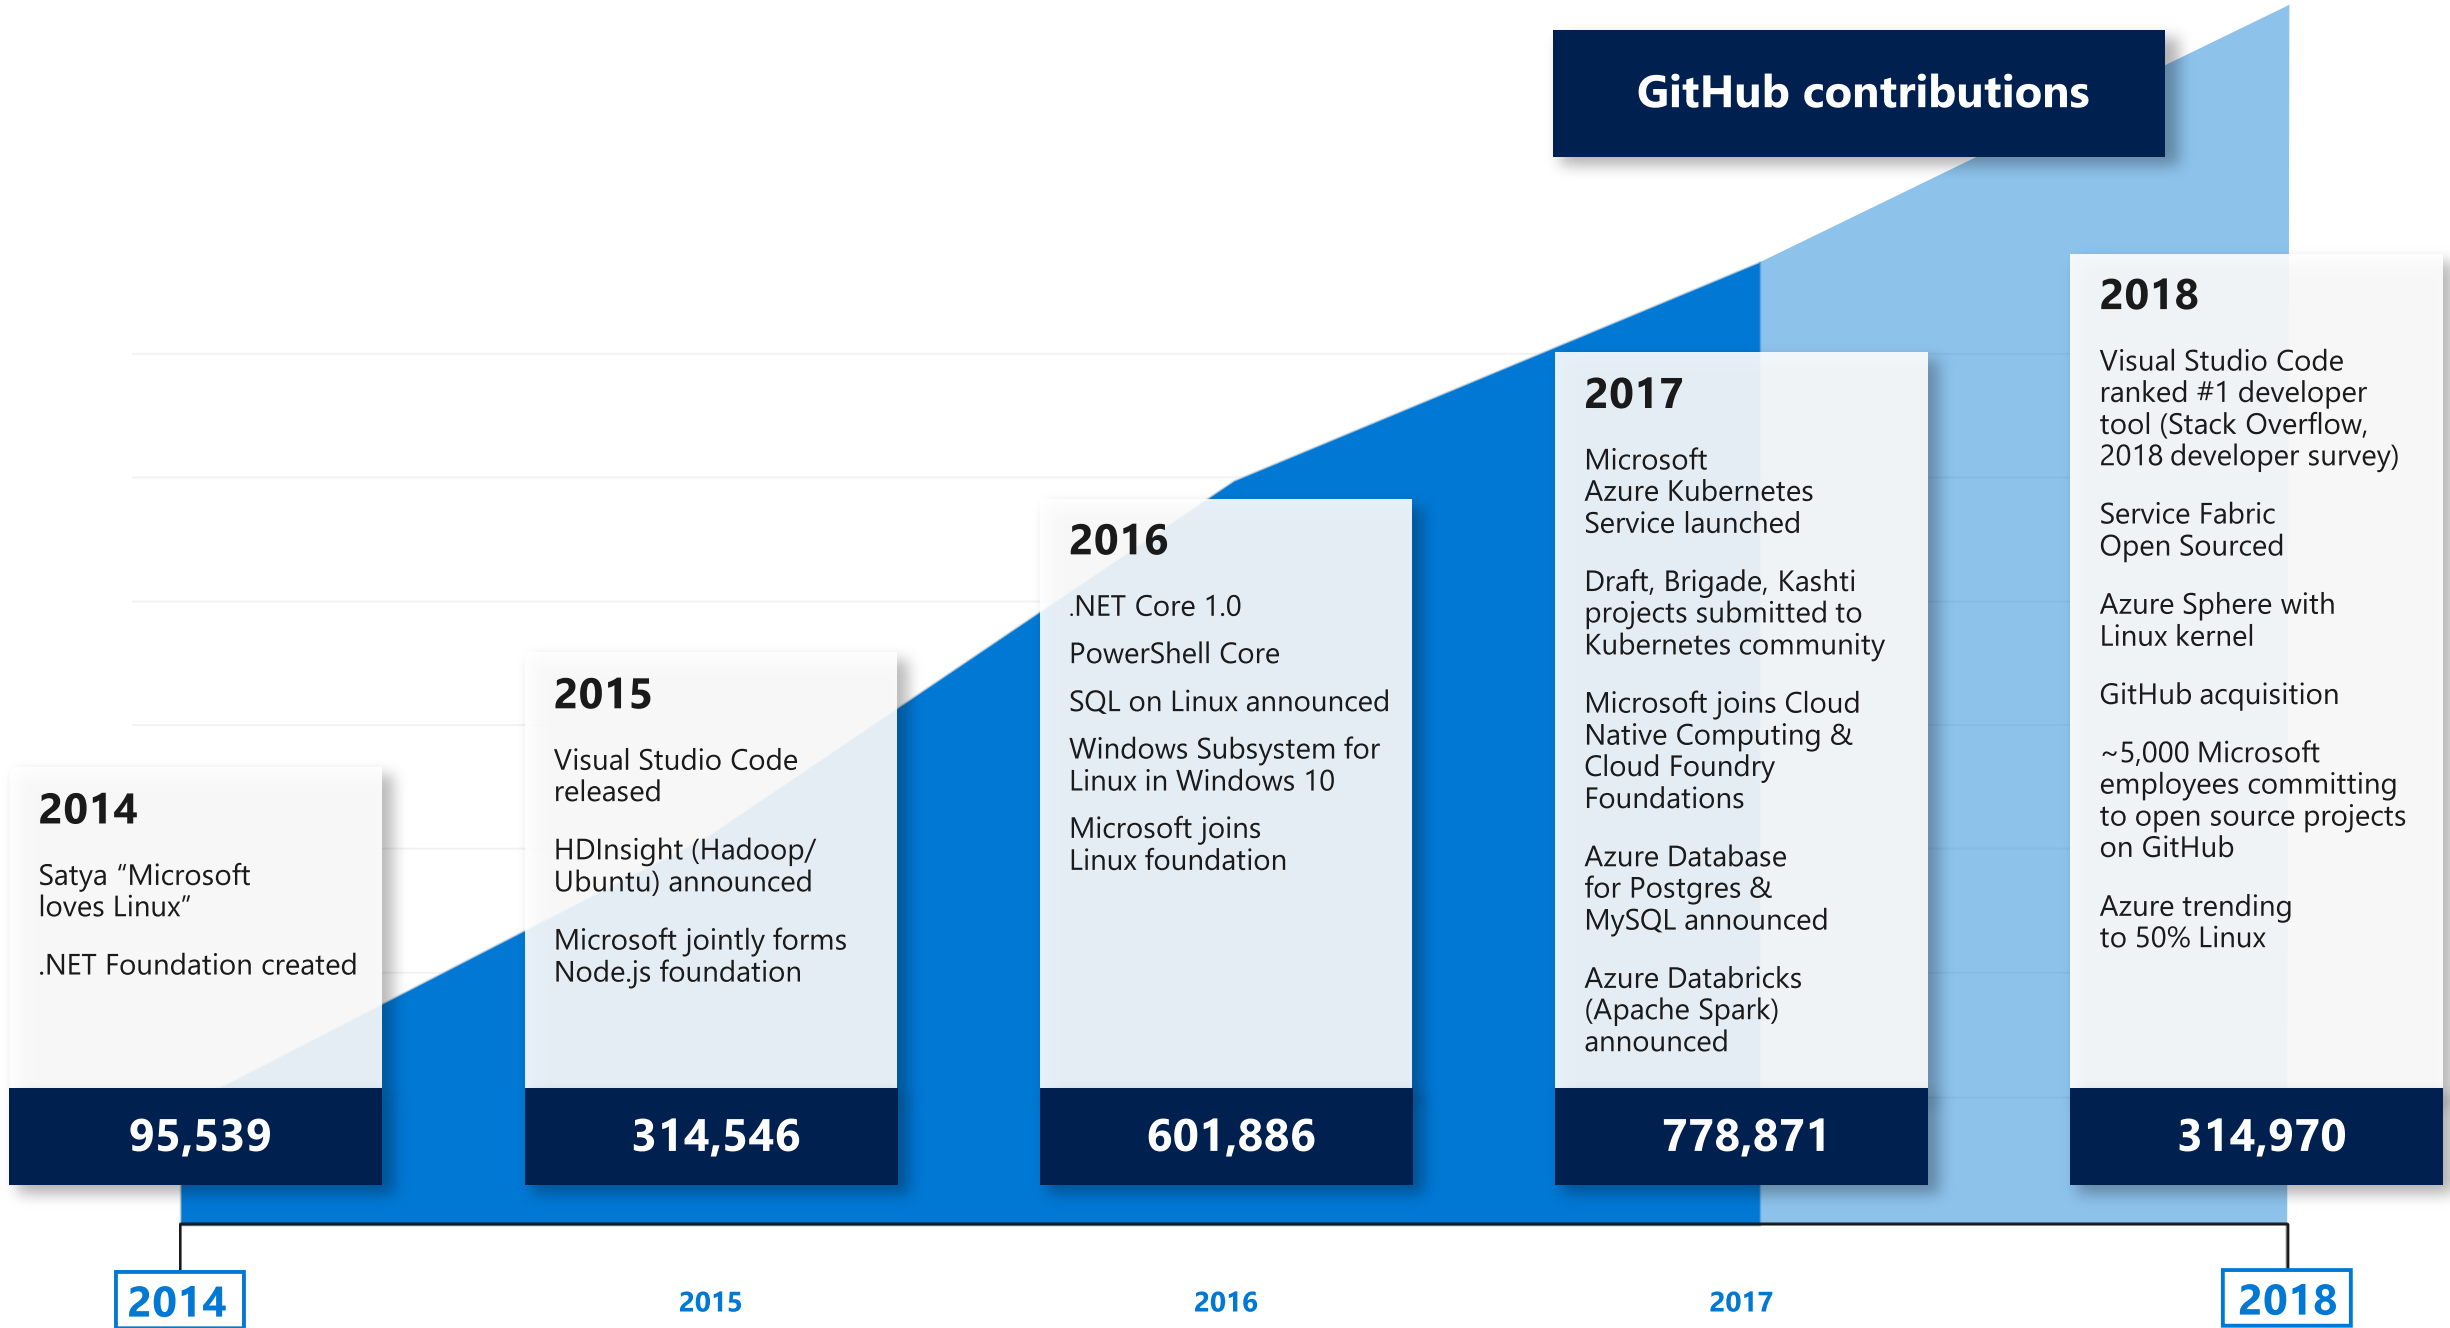 GitHub contributions
2014
Satya “Microsoft
loves Linux”
.NET Foundation created
95,539
2015
Visual Studio Code
released
HDInsight (Hadoop/
Ubuntu) announced
Microsoft jointly forms
Node.js foundation
314,546
2016
.NET Core 1.0
PowerShell Core
SQL on Linux announced
Windows Subsystem for
Linux in Windows 10
Microsoft joins
Linux foundation
601,886
2017
Microsoft
Azure Kubernetes
Service launched
Draft, Brigade, Kashti
projects submitted to
Kubernetes community
Microsoft joins Cloud
Native Computing &
Cloud Foundry
Foundations
Azure Database
for Postgres &
MySQL announced
Azure Databricks
(Apache Spark)
announced
778,871
2018
Visual Studio Code
ranked #1 developer
tool (Stack Overflow,
2018 developer survey)
Service Fabric
Open Sourced
Azure Sphere with
Linux kernel
GitHub acquisition
~5,000 Microsoft
employees committing
to open source projects
on GitHub
Azure trending
to 50% Linux
314,970
2014
2015
2016
2017
2018